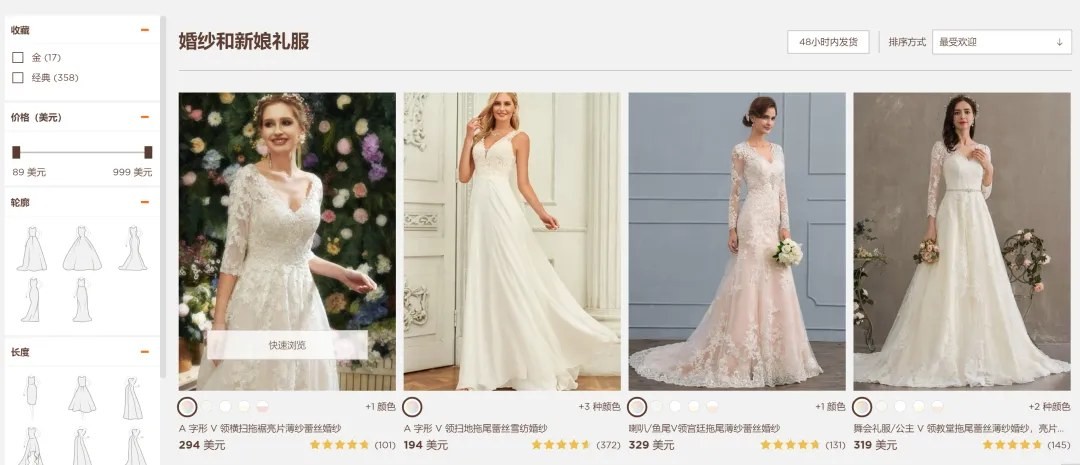 收藏
金 (17)
经典 (358)
价格（美元）
89 美元
999 美元
轮廓
长度
婚纱和新娘礼服
48小时内发货
排序方式
最受欢迎
快速浏览
+1 颜色
A 字形 V 领横扫拖裾亮片薄纱蕾丝婚纱
294 美元
(101)
+3 种颜色
A 字形 V 领扫地拖尾蕾丝雪纺婚纱
194 美元
(372)
+1 颜色
喇叭/鱼尾V领宫廷拖尾薄纱蕾丝婚纱
329 美元
(131)
+2 种颜色
舞会礼服/公主 V 领教堂拖尾蕾丝薄纱婚纱，亮片...
319 美元
(145)